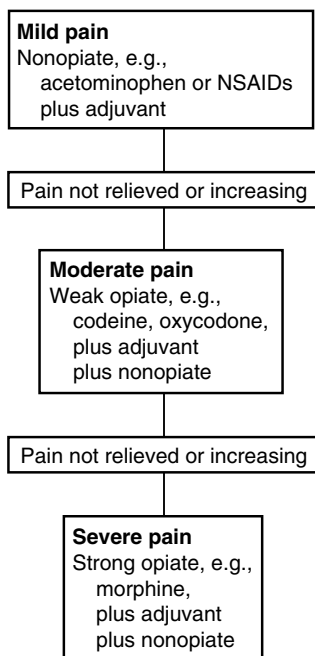 Mild pain
Nonopiate, e.g.,
acetominophen or NSAIDs
plus adjuvant
Pain not relieved or increasing
Moderate pain
Weak opiate, e.g.,
codeine, oxycodone,
plus adjuvant
plus nonopiate
Pain not relieved or increasing
Severe pain
Strong opiate, e.g.,
morphine,
plus adjuvant
plus nonopiate